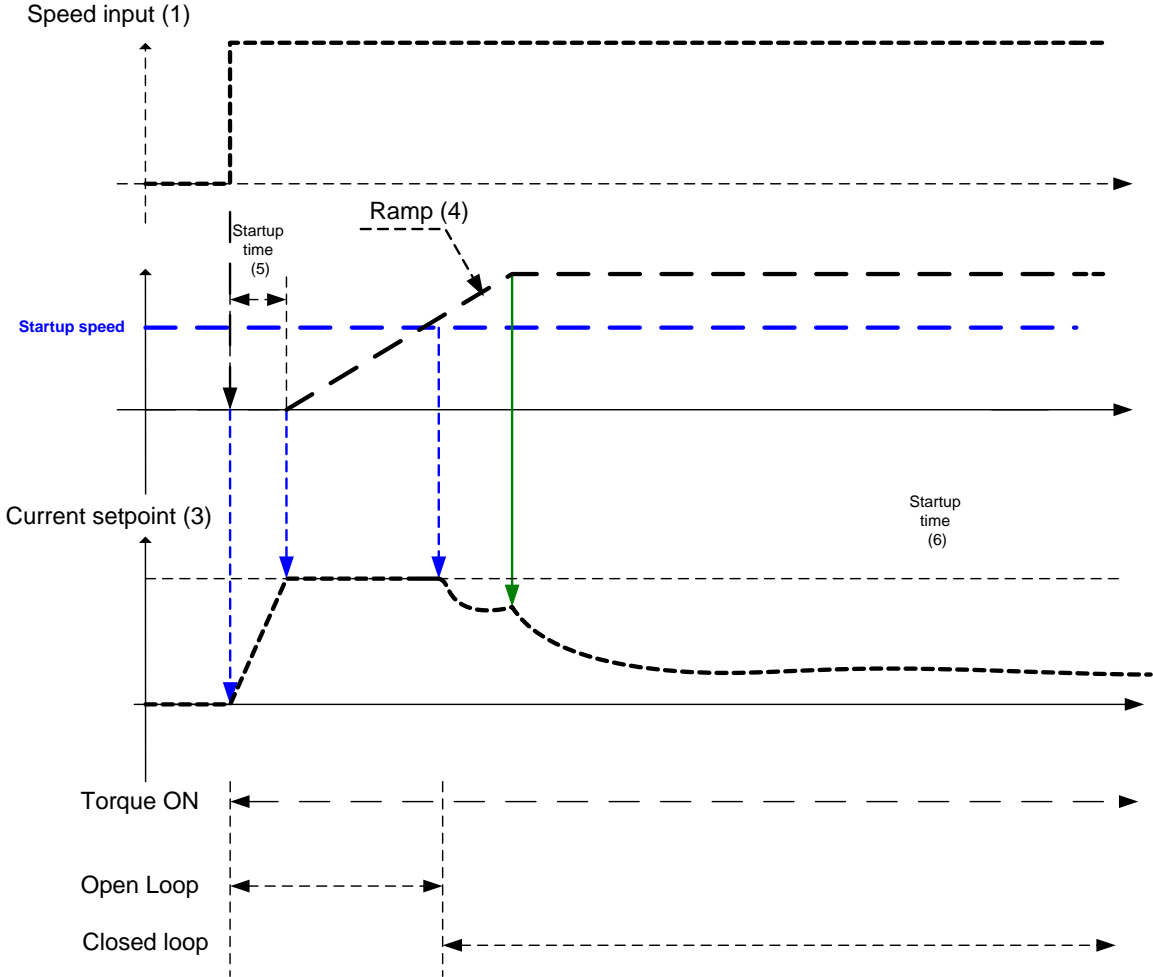 Speed input (1)
Ramp (4)
Startup
time
(5)
Startup speed
Current setpoint (3)
Startup
time
(6)
Torque ON
Open Loop
Closed loop